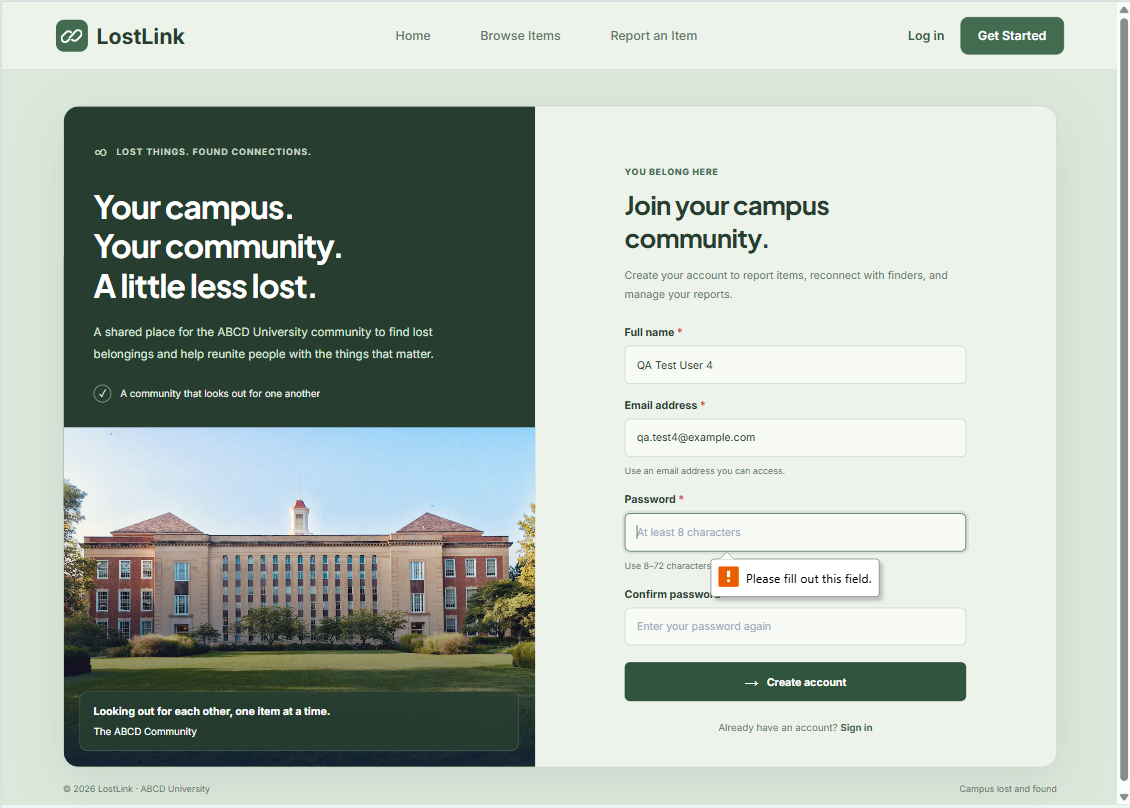 LostLink
Home
Browse Items
Report an Item
Log in
Get Started
LOST THINGS. FOUND CONNECTIONS.
Your campus.
Your community.
A little less lost.
A shared place for the ABCD University community to find lost
belongings and help reunite people with the things that matter.
A community that looks out for one another
Looking out for each other, one item at a time.
The ABCD Community
YOU BELONG HERE
Join your campus
community.
Create your account to report items, reconnect with finders, and
manage your reports.
Full name *
QA Test User 4
Email address *
qa.test4@example.com
Use an email address you can access.
Password *
At least 8 characters
Use 8–72 characters
Please fill out this field.
Confirm password
Enter your password again
→ Create account
Already have an account? Sign in
© 2026 LostLink · ABCD University
Campus lost and found